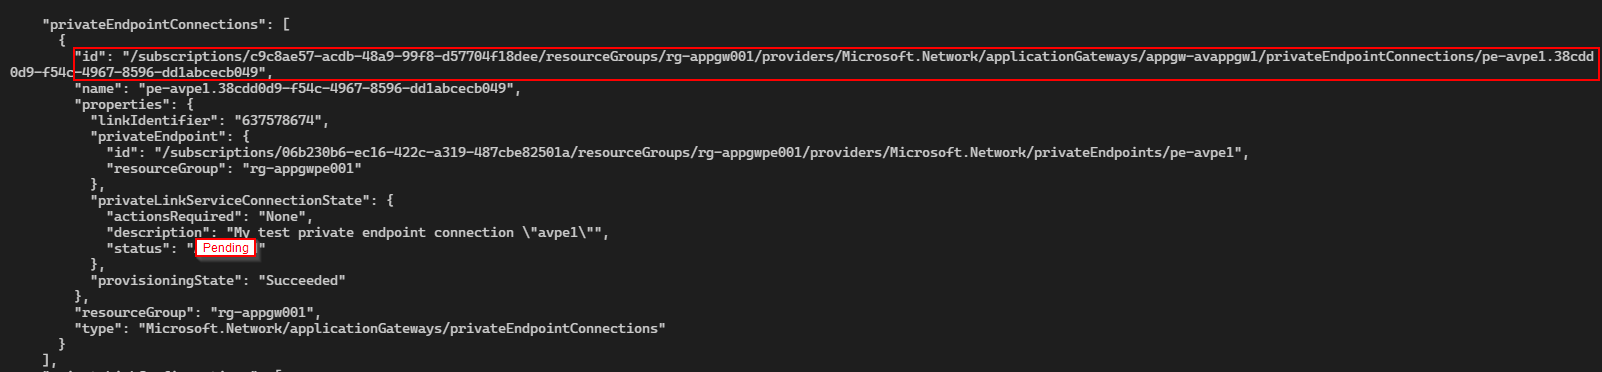 "privateEndpointConnections": [
{
"id": "/subscriptions/c9c8ae57-acdb-48a9-99f8-d57704f18dee/resourceGroups/rg-appgw001/providers/Microsoft.Network/applicationGateways/appgw-avappgw1/privateEndpointConnections/pe-avpe1.38cdd
0d9-f54c-4967-8596-dd1abcecb049",
"name": "pe-avpe1.38cdd0d9-f54c-4967-8596-dd1abcecb049",
"properties": {
"linkIdentifier": "637578674",
"privateEndpoint": {
"id": "/subscriptions/06b230b6-ec16-422c-a319-487cbe82501a/resourceGroups/rg-appgwpe001/providers/Microsoft.Network/privateEndpoints/pe-avpe1",
"resourceGroup": "rg-appgwpe001"
},
"privateLinkServiceConnectionState": {
"actionsRequired": "None",
"description": "My test private endpoint connection \"avpe1\"",
"status": "Pending"
},
"provisioningState": "Succeeded"
},
"resourceGroup": "rg-appgw001",
"type": "Microsoft.Network/applicationGateways/privateEndpointConnections"
}
],